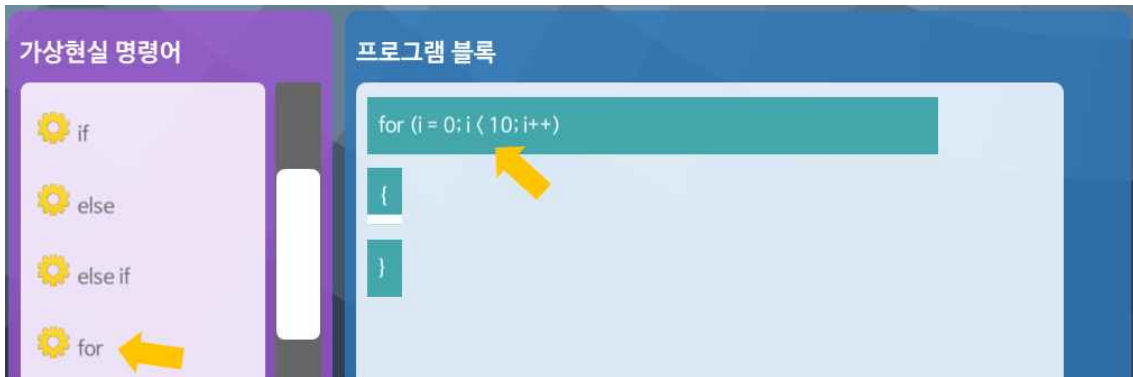 가상현실 명령어
if
else
else if
for
프로그램 블록
for (i = 0; i < 10; i++)
{
}